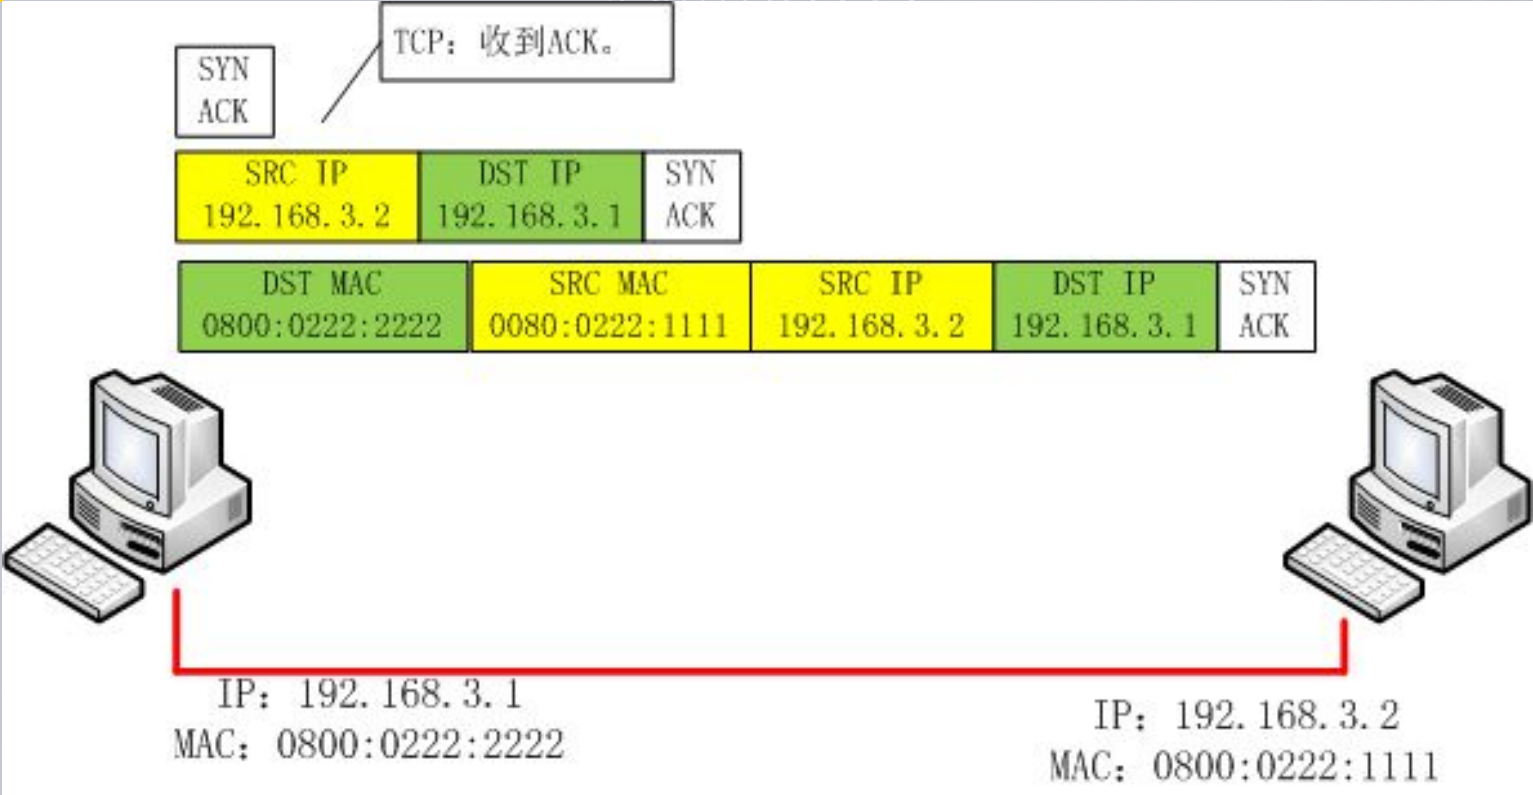 TCP：收到ACK。
SYN
ACK
SRC IP
192.168.3.2
DST IP
192.168.3.1
SYN
ACK
DST MAC
0800:0222:2222
SRC MAC
0080:0222:1111
SRC IP
192.168.3.2
DST IP
192.168.3.1
SYN
ACK
IP：192.168.3.1
MAC：0800:0222:2222
IP：192.168.3.2
MAC：0800:0222:1111